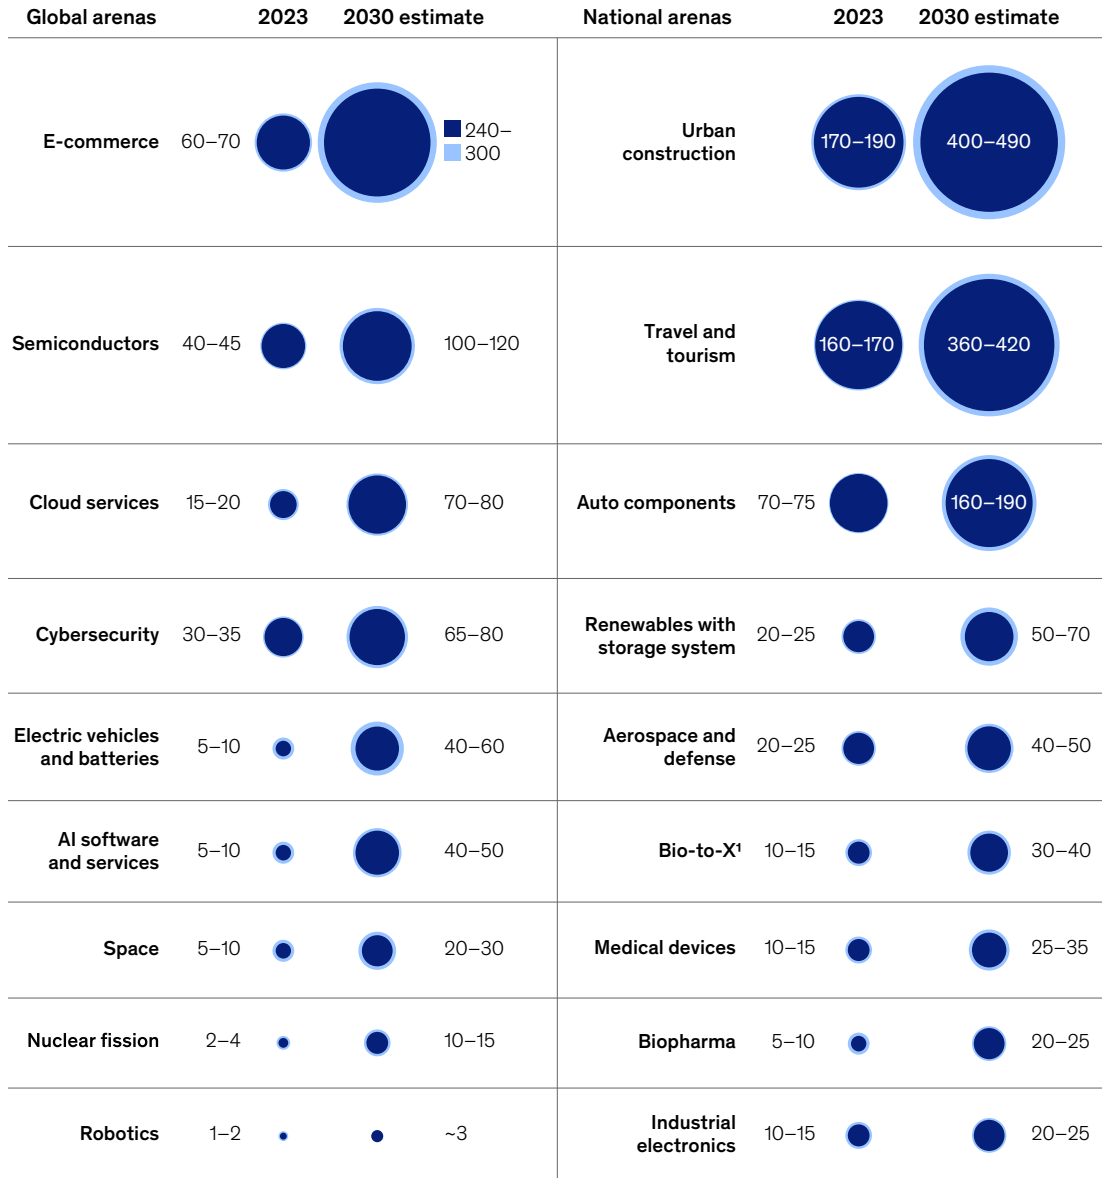 Global arenas 2023 2030 estimate
E-commerce 60–70 240–
300
Semiconductors 40–45 100–120
Cloud services 15–20 70–80
Cybersecurity 30–35 65–80
Electric vehicles
and batteries 5–10 40–60
AI software
and services 5–10 40–50
Space 5–10 20–30
Nuclear fission 2–4 10–15
Robotics 1–2 ~3
National arenas 2023 2030 estimate
Urban
construction 170–190 400–490
Travel and
tourism 160–170 360–420
Auto components 70–75 160–190
Renewables with
storage system 20–25 50–70
Aerospace and
defense 20–25 40–50
Bio-to-X¹ 10–15 30–40
Medical devices 10–15 25–35
Biopharma 5–10 20–25
Industrial
electronics 10–15 20–25